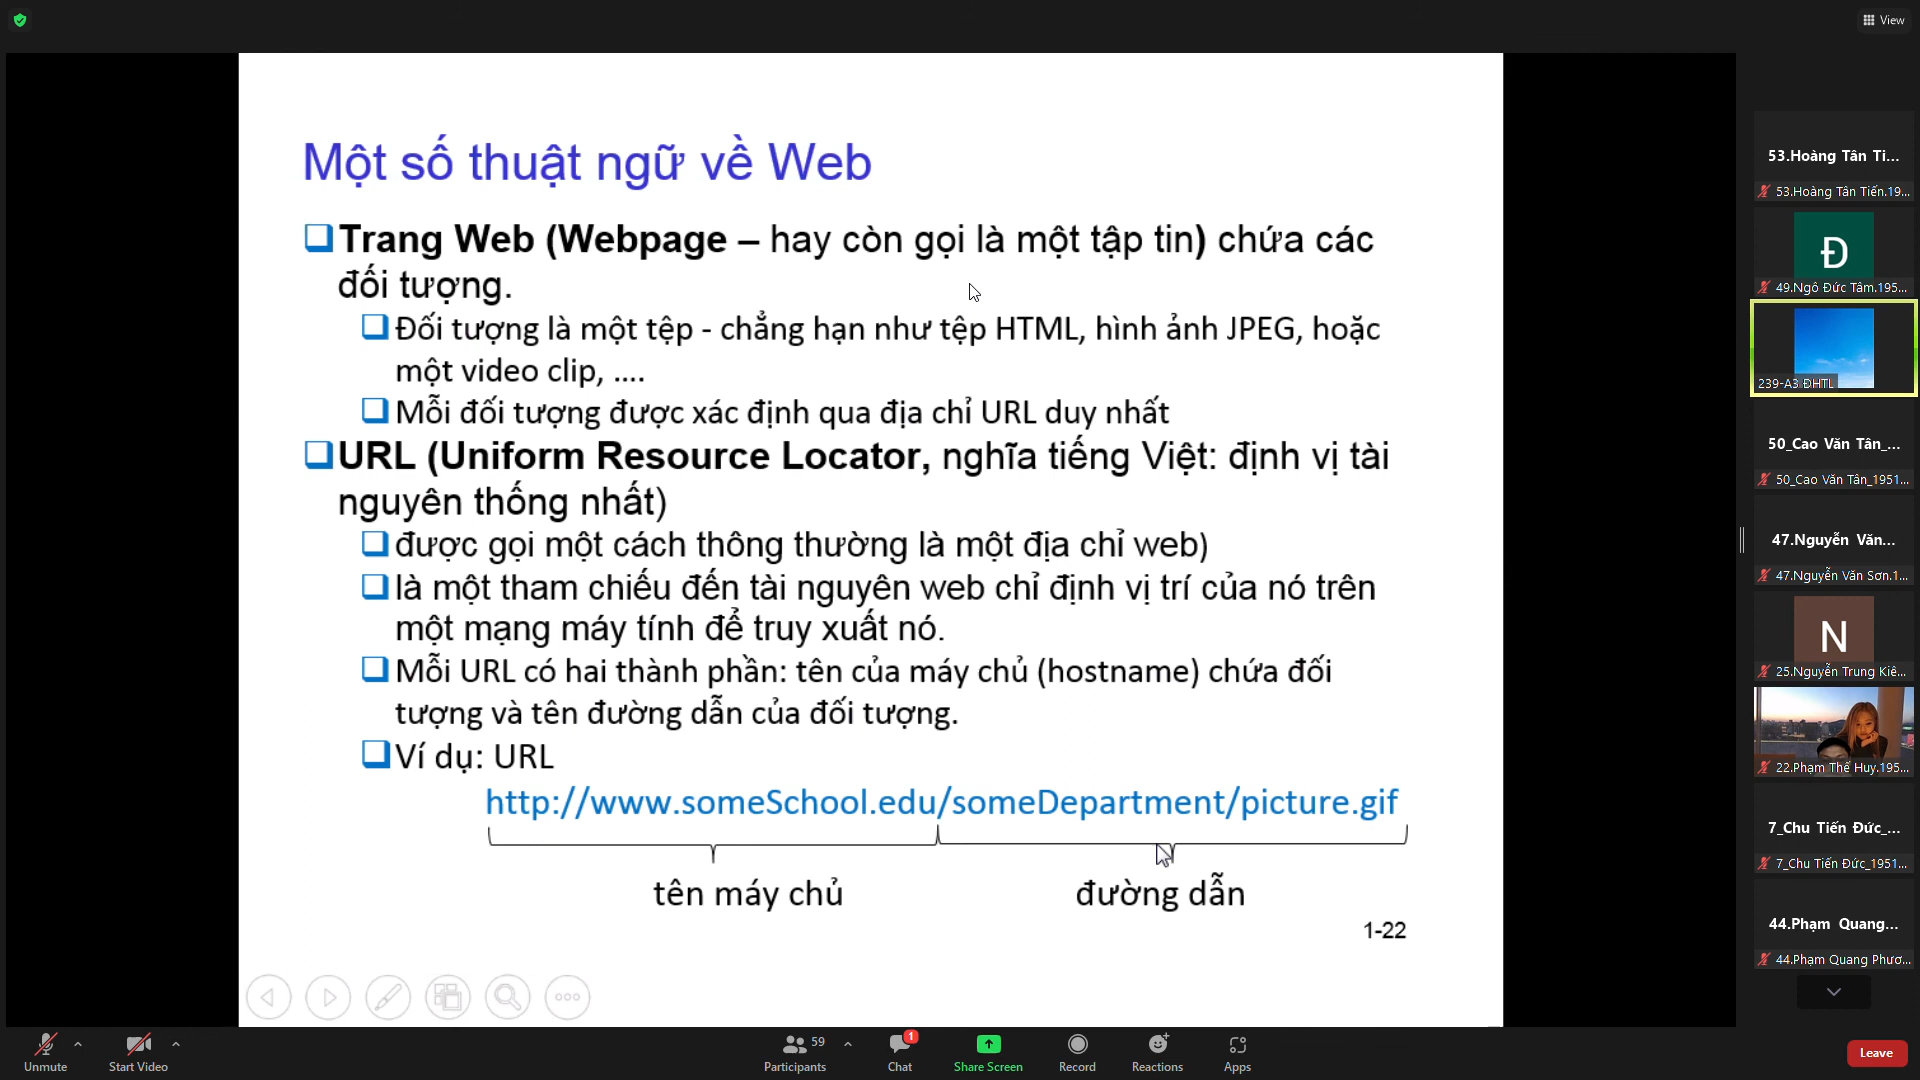 View
Một số thuật ngữ về Web
Trang Web (Webpage – hay còn gọi là một tập tin) chứa các
đối tượng.
Đối tượng là một tệp - chẳng hạn như tệp HTML, hình ảnh JPEG, hoặc
một video clip, ....
Mỗi đối tượng được xác định qua địa chỉ URL duy nhất
URL (Uniform Resource Locator, nghĩa tiếng Việt: định vị tài
nguyên thống nhất)
được gọi một cách thông thường là một địa chỉ web)
là một tham chiếu đến tài nguyên web chỉ định vị trí của nó trên
một mạng máy tính để truy xuất nó.
Mỗi URL có hai thành phần: tên của máy chủ (hostname) chứa đối
tượng và tên đường dẫn của đối tượng.
Ví dụ: URL
http://www.someSchool.edu/someDepartment/picture.gif
tên máy chủ
đường dẫn
1-22
53.Hoàng Tân Ti...
53.Hoàng Tân Tiến.19...
Đ
49.Ngô Đức Tâm.195...
239-A3 ĐHTL
50_Cao Văn Tân_...
50_Cao Văn Tân_1951...
47.Nguyễn Văn...
47.Nguyễn Văn Sơn.1...
N
25.Nguyễn Trung Kiê...
22.Phạm Thế Huy.195...
7_Chu Tiến Đức_...
7_Chu Tiến Đức_1951...
44.Phạm Quang...
44.Phạm Quang Phươ...
Unmute
Start Video
59
Participants
1
Chat
Share Screen
Record
Reactions
Apps
Leave